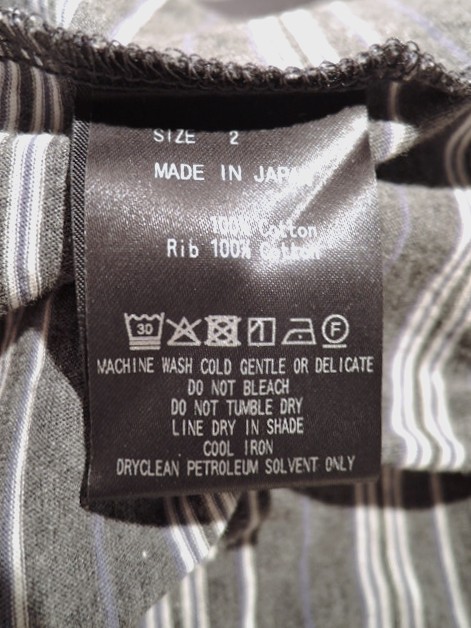 SIZE 2
MADE IN JAPAN
100% Cotton
Rib 100% Cotton
30 F
MACHINE WASH COLD GENTLE OR DELICATE
DO NOT BLEACH
DO NOT TUMBLE DRY
LINE DRY IN SHADE
COOL IRON
DRYCLEAN PETROLEUM SOLVENT ONLY